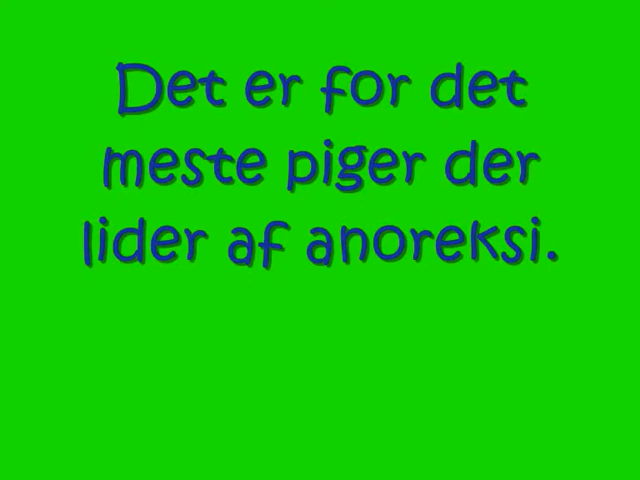 Det er for det
meste piger der
lider af anoreksi.